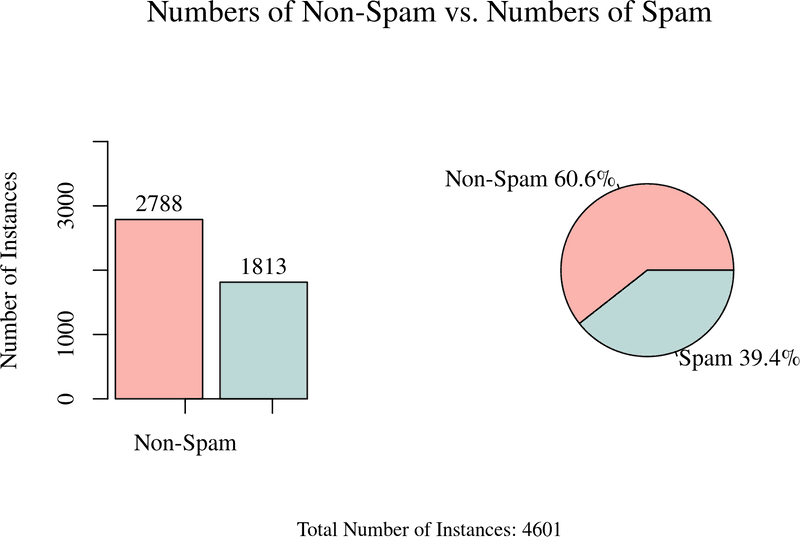 Numbers of Non-Spam vs. Numbers of Spam
Number of Instances
3000
1000
0
2788
1813
Non-Spam
Non-Spam 60.6%
Spam 39.4%
Total Number of Instances: 4601